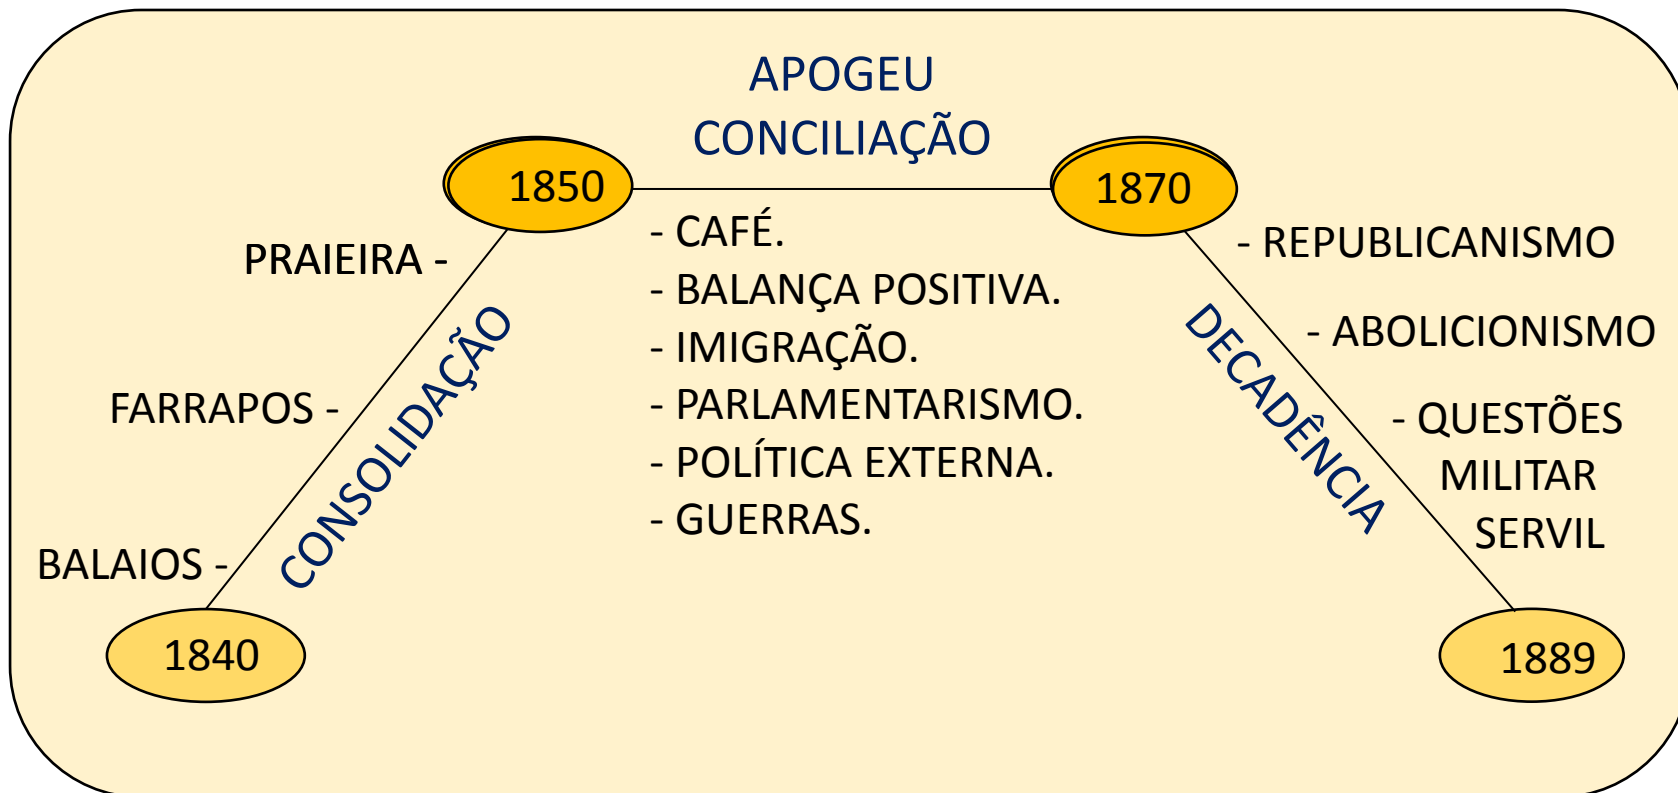 APOGEU
CONCILIAÇÃO
1850
1870
PRAIEIRA -
FARRAPOS -
BALAIOS -
CONSOLIDAÇÃO
1840
- CAFÉ.
- BALANÇA POSITIVA.
- IMIGRAÇÃO.
- PARLAMENTARISMO.
- POLÍTICA EXTERNA.
- GUERRAS.
DECADÊNCIA
- REPUBLICANISMO
- ABOLICIONISMO
- QUESTÕES
MILITAR
SERVIL
1889